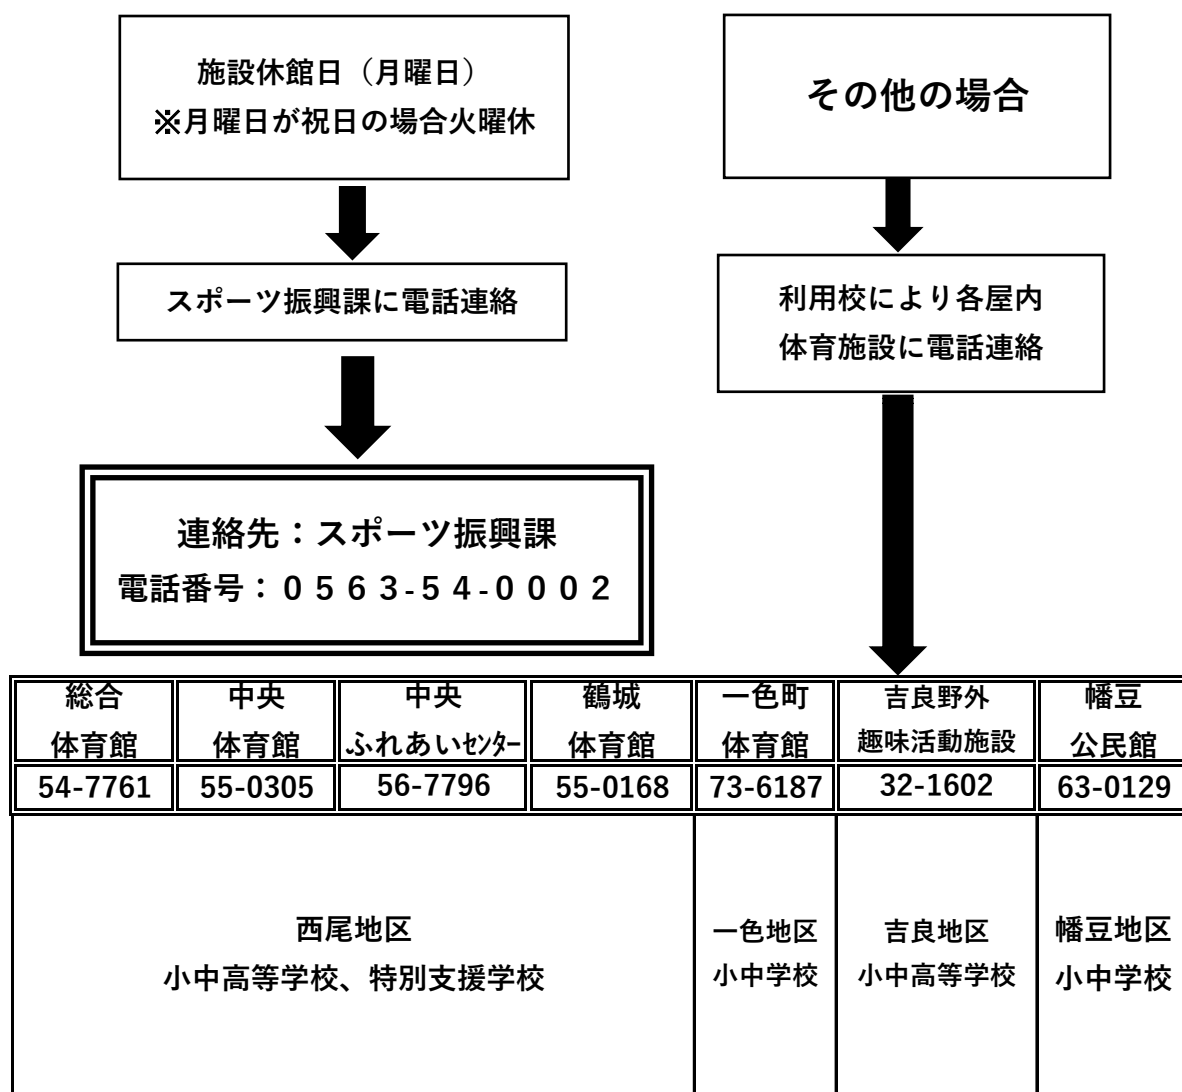 施設休館日（月曜日）
※月曜日が祝日の場合火曜休
スポーツ振興課に電話連絡
連絡先：スポーツ振興課
電話番号：０５６３-５４-０００２
その他の場合
利用校により各屋内
体育施設に電話連絡
総合
体育館
54-7761
中央
体育館
55-0305
中央
ふれあいｾﾝﾀｰ
56-7796
鶴城
体育館
55-0168
一色町
体育館
73-6187
吉良野外
趣味活動施設
32-1602
幡豆
公民館
63-0129
西尾地区
小中高等学校、特別支援学校
一色地区
小中学校
吉良地区
小中高等学校
幡豆地区
小中学校